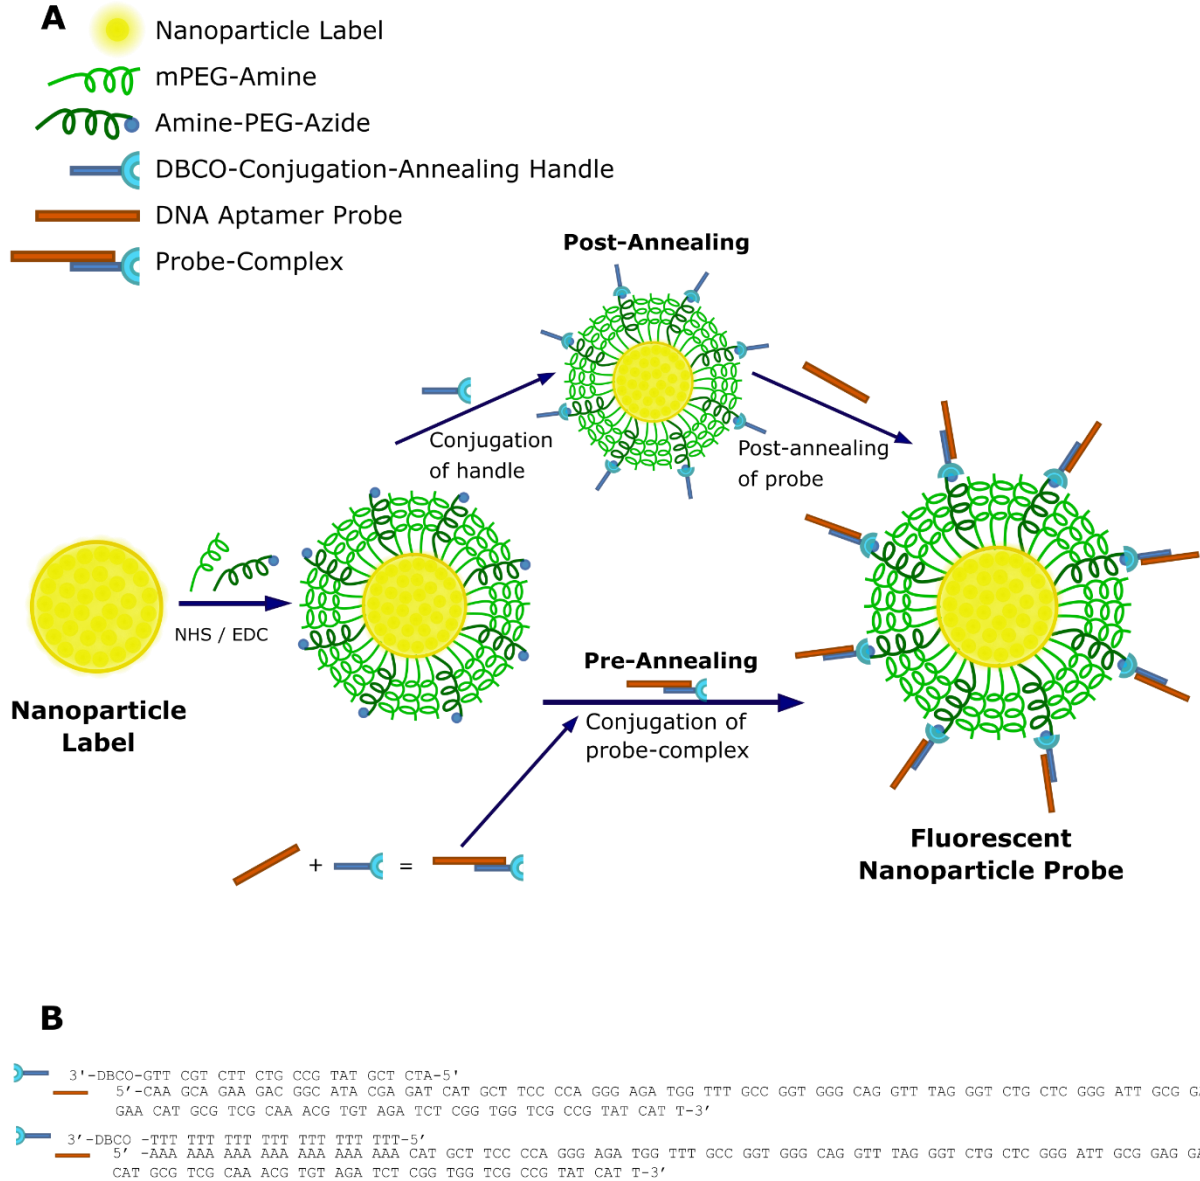 A
Nanoparticle Label
mPEG-Amine
Amine-PEG-Azide
DBCO-Conjugation-Annealing Handle
DNA Aptamer Probe
Probe-Complex
Post-Annealing
Conjugation
of handle
Post-annealing
of probe
NHS / EDC
Nanoparticle
Label
Pre-Annealing
Conjugation of
probe-complex
+ =
Fluorescent
Nanoparticle Probe
B
3'-DBCO-GTT CGT CTT CTG CCG TAT GCT CTA-5'
5'-CAA GCA GAA GAC GGC ATA CGA GAT CAT GCT TCC CCA GGG AGA TGG TTT GCC GGT GGG CAG GTT TAG GGT CTG CTC GGG ATT GCG G
GAA CAT GCG TCG CAA ACG TGT AGA TCT CGG TGG TCG CCG TAT CAT T-3'
3'-DBCO -TTT TTT TTT TTT TTT TTT TTT TTT-5'
5' -AAA AAA AAA AAA AAA AAA AAA AAA CAT GCT TCC CCA GGG AGA TGG TTT GCC GGT GGG CAG GTT TAG GGT CTG CTC GGG ATT GCG GAG GA
CAT GCG TCG CAA ACG TGT AGA TCT CGG TGG TCG CCG TAT CAT T-3'